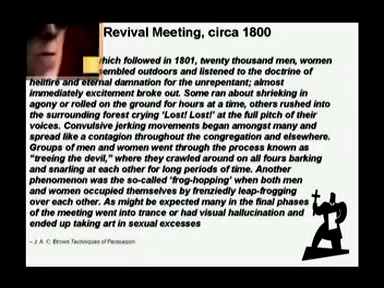 Revival Meeting, circa 1800
which followed in 1801, twenty thousand men, women
embled outdoors and listened to the doctrine of
hellfire and eternal damnation for the unrepentant; almost
immediately excitement broke out. Some ran about shrieking in
agony or rolled on the ground for hours at a time, others rushed into
the surrounding forest crying 'Lost! Lost!' at the full pitch of their
voices. Convulsive jerking movements began amongst many and
spread like a contagion throughout the congregation and elsewhere.
Groups of men and women went through the process known as
"treeing the devil," where they crawled around on all fours barking
and snarling at each other for long periods of time. Another
phenomenon was the so-called 'frog-hopping' when both men
and women occupied themselves by frenziedly leap-frogging
over each other. As might be expected many in the final phases
of the meeting went into trance or had visual hallucination and
ended up taking art in sexual excesses
– J. A. C. Brown Techniques of Persuasion